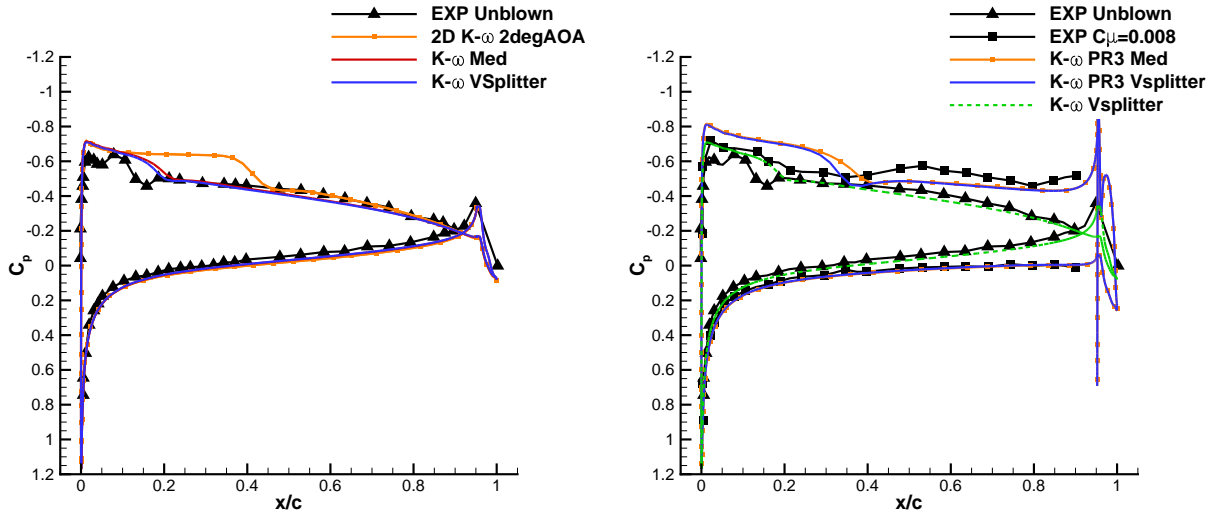 EXP Unblown
2D K-ω 2degAOA
K-ω Med
K-ω VSplitter
-1.2
-1
-0.8
-0.6
-0.4
-0.2
0
0.2
0.4
0.6
0.8
1
1.2
Cp
0 0.2 0.4 0.6 0.8 1
x/c
EXP Unblown
EXP Cμ=0.008
K-ω PR3 Med
K-ω PR3 Vsplitter
K-ω Vsplitter
-1.2
-1
-0.8
-0.6
-0.4
-0.2
0
0.2
0.4
0.6
0.8
1
1.2
Cp
0 0.2 0.4 0.6 0.8 1
x/c